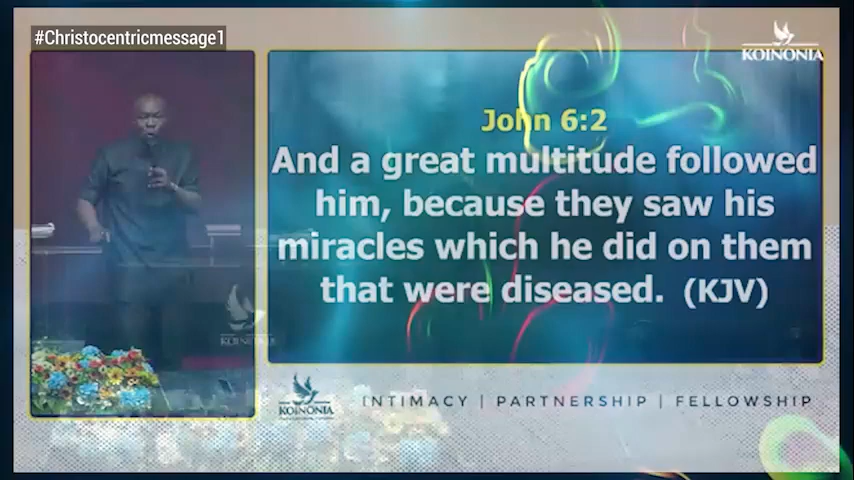 #Christocentricmessage1
KOINONIA
John 6:2
And a great multitude followed
him, because they saw his
miracles which he did on them
that were diseased. (KJV)
KOINONIA
KOINONIA
INTIMACY | PARTNERSHIP | FELLOWSHIP